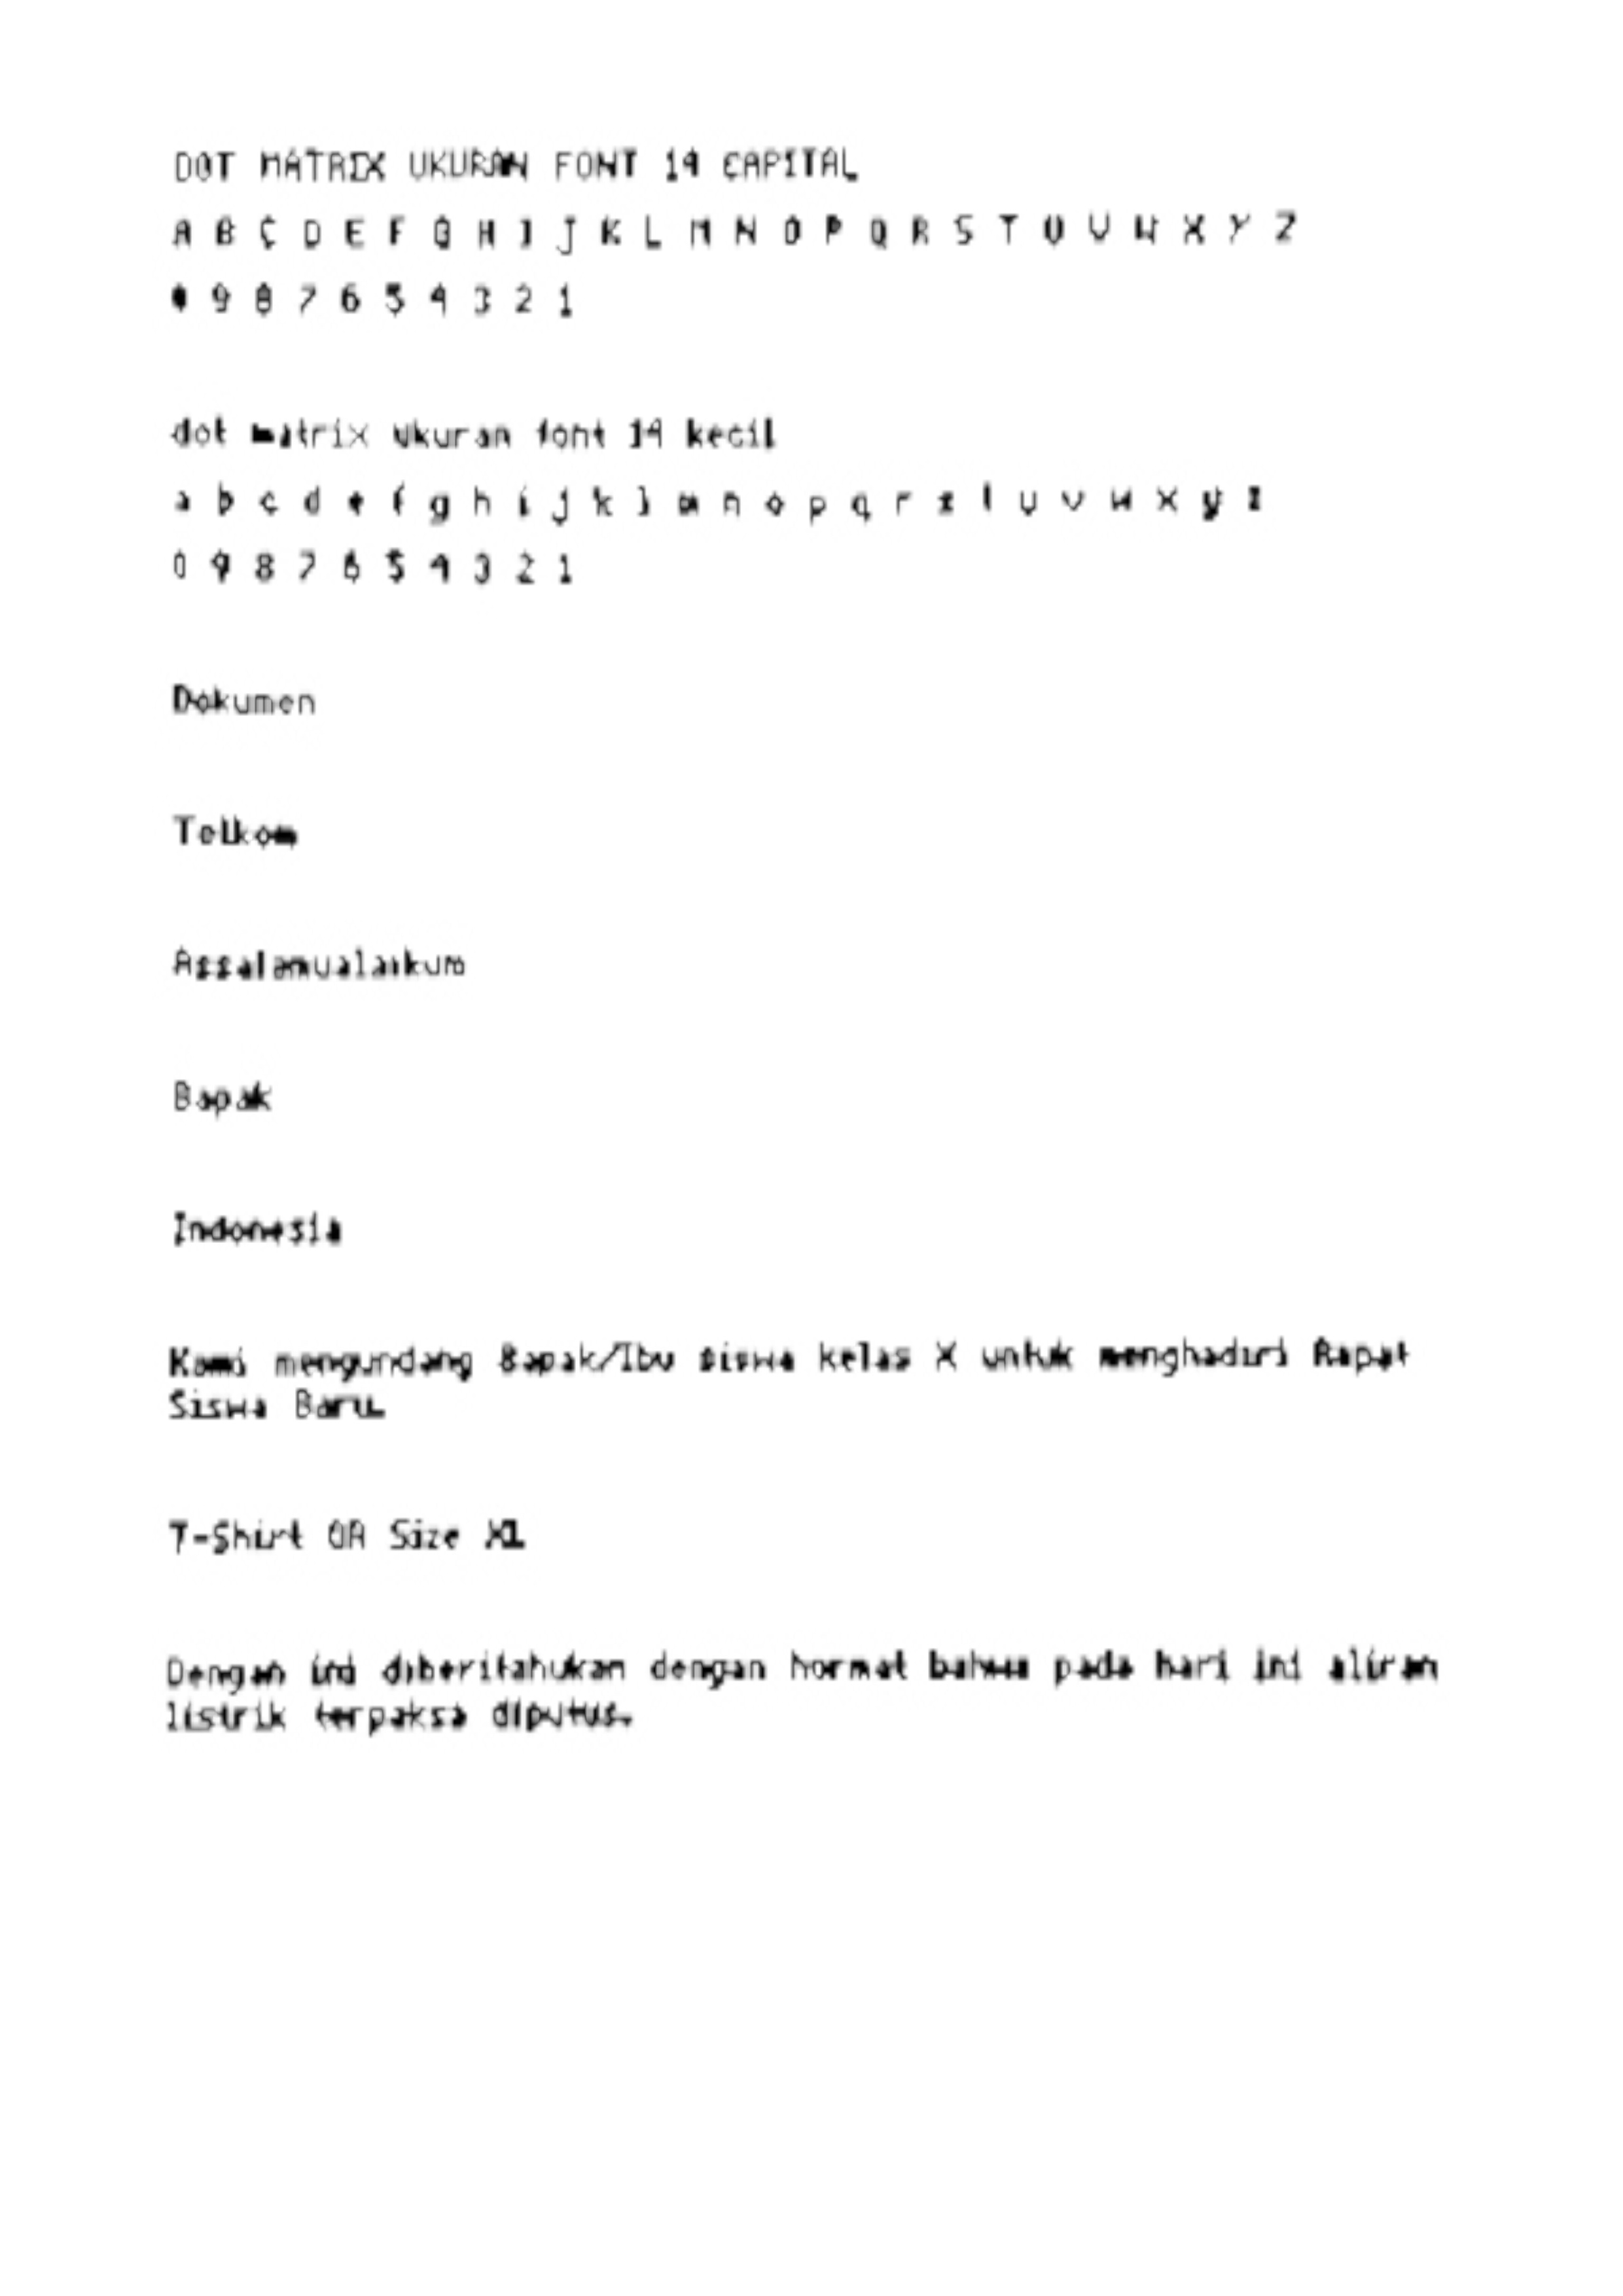 DOT MATRIX UKURAN FONT 14 CAPITAL
A B C D E F G H I J K L M N O P Q R S T U V W X Y Z
0 9 8 7 6 5 4 3 2 1
dot matrix ukuran font 14 kecil
a b c d e f g h i j k l m n o p q r s t u v w x y z
0 9 8 7 6 5 4 3 2 1
Dokumen
Telkom
Assalamualaikum
Bapak
Indonesia
Kami mengundang Bapak/Ibu siswa kelas X untuk menghadiri Rapat
Siswa Baru.
T-Shirt OA Size XL
Dengan ini diberitahukan dengan hormat bahwa pada hari ini aliran
listrik terpaksa diputus.